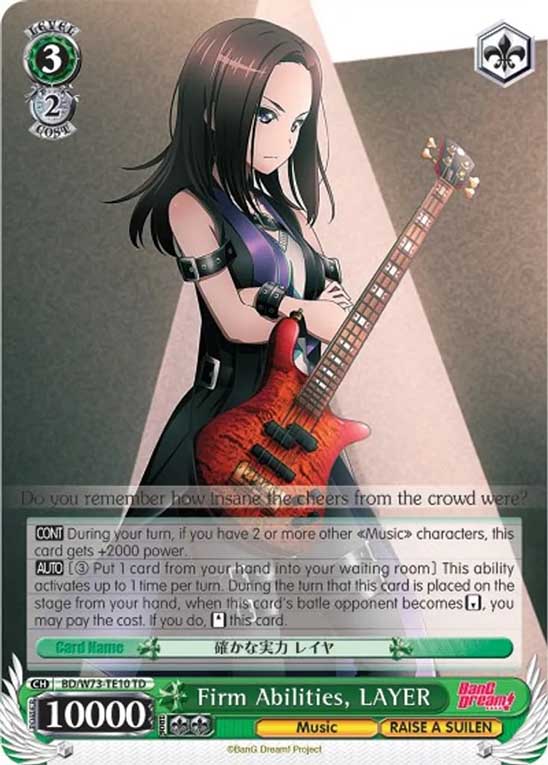 LEVEL
3
2
COST
Do you remember how insane the cheers from the crowd were?
CONT During your turn, if you have 2 or more other «Music» characters, this
card gets +2000 power.
AUTO [③ Put 1 card from your hand into your waiting room] This ability
activates up to 1 time per turn. During the turn that this card is placed on the
stage from your hand, when this card's battle opponent becomes, you
may pay the cost. If you do, this card.
Card Name 確かな実力 レイヤ
CH BD/W73-TE10 TD
Firm Abilities, LAYER
BanG Dream!
POWER 10000 SOUL Music RAISE A SUILEN
©BanG Dream! Project